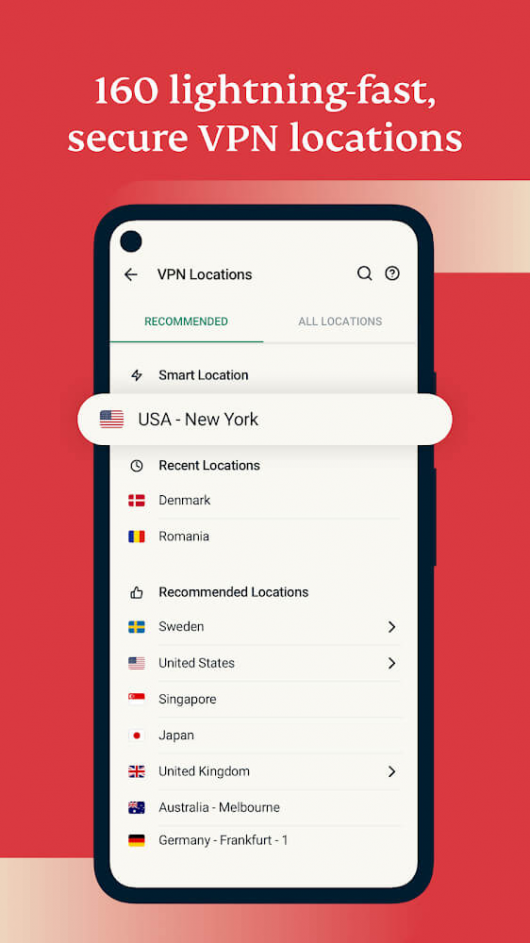 160 lightning-fast,
secure VPN locations
VPN Locations
RECOMMENDED
ALL LOCATIONS
Smart Location
USA - New York
Recent Locations
Denmark
Romania
Recommended Locations
Sweden
United States
Singapore
Japan
United Kingdom
Australia - Melbourne
Germany - Frankfurt - 1